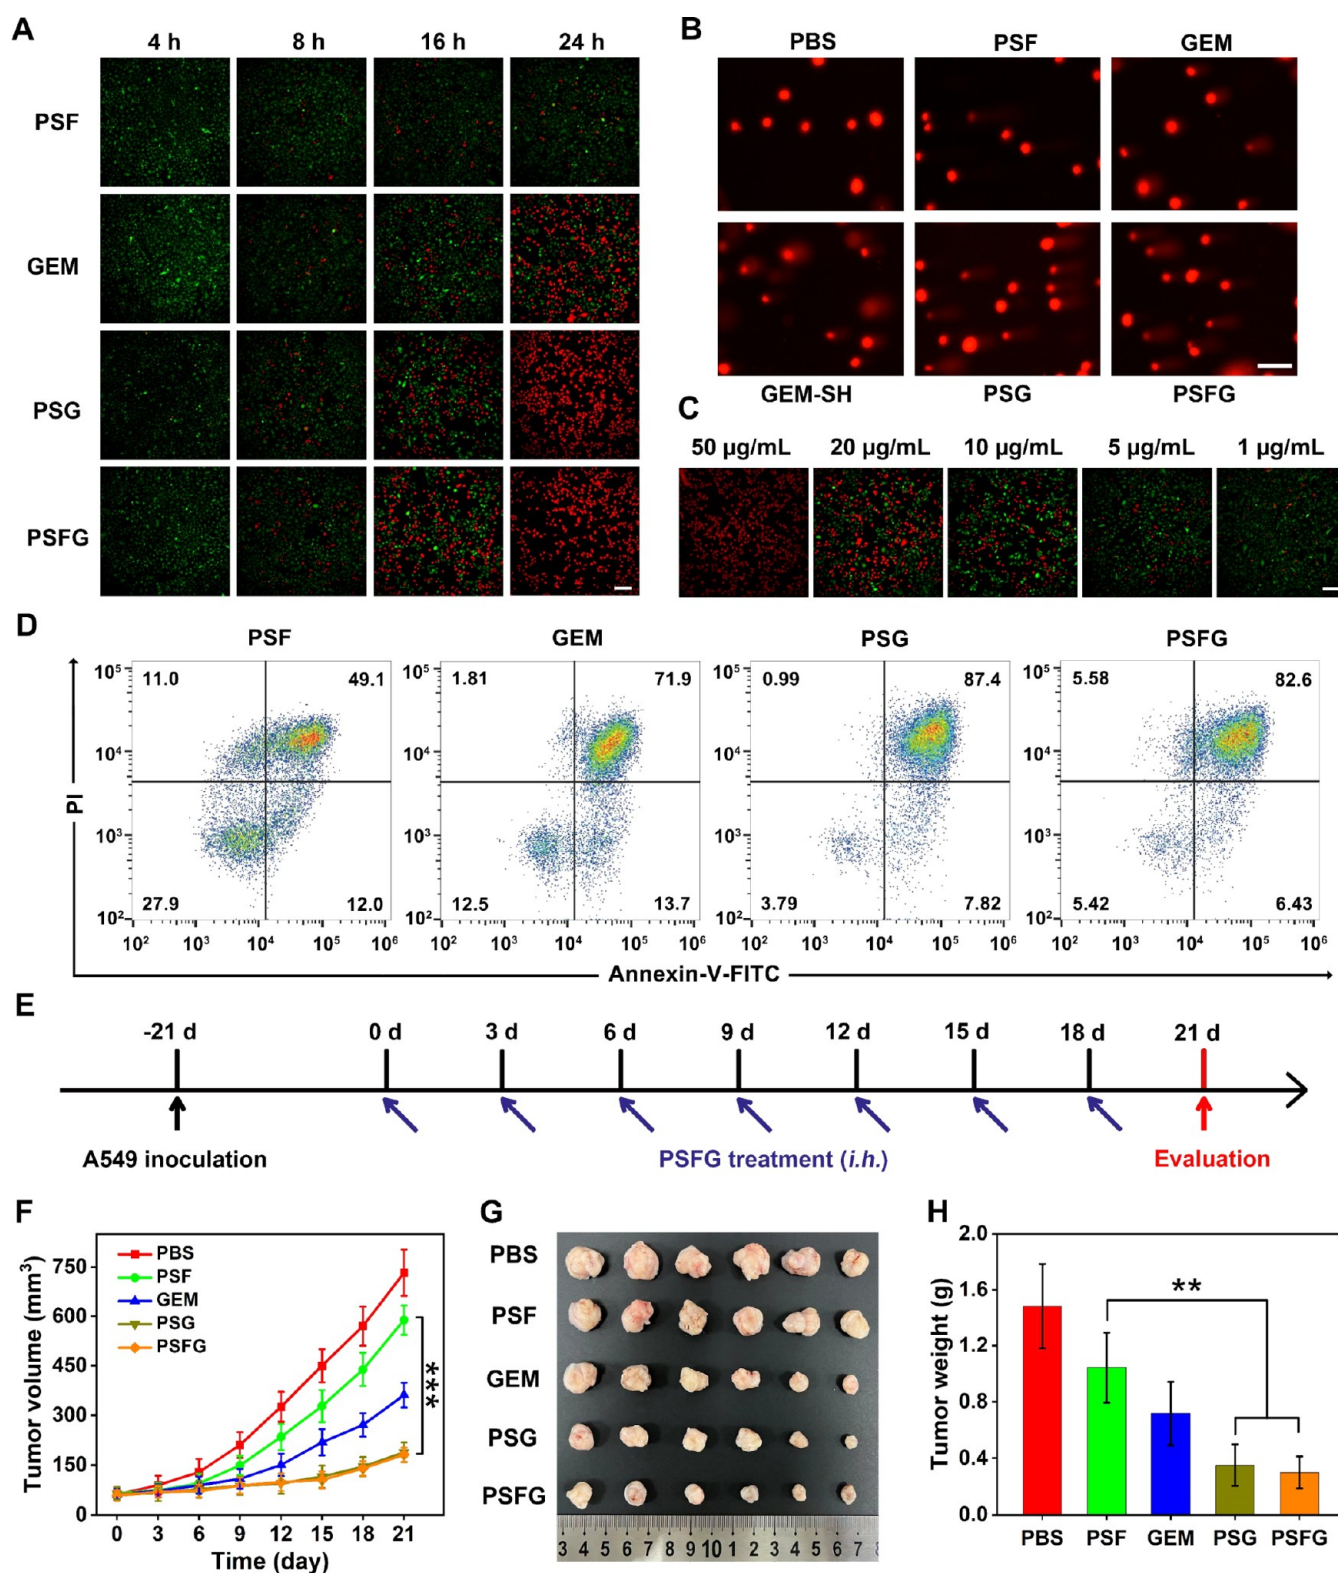 A
4 h 8 h 16 h 24 h
PSF
GEM
PSG
PSFG
B
PBS PSF GEM
GEM-SH PSG PSFG
C
50 µg/mL 20 µg/mL 10 µg/mL 5 µg/mL 1 µg/mL
D
PSF GEM PSG PSFG
11.0 49.1 1.81 71.9 0.99 87.4 5.58 82.6
27.9 12.0 12.5 13.7 3.79 7.82 5.42 6.43
10⁵ 10⁵ 10⁵ 10⁵
10⁴ 10⁴ 10⁴ 10⁴
10³ 10³ 10³ 10³
10² 10² 10² 10²
10² 10³ 10⁴ 10⁵ 10⁶ 10² 10³ 10⁴ 10⁵ 10⁶ 10² 10³ 10⁴ 10⁵ 10⁶ 10² 10³ 10⁴ 10⁵ 10⁶
PI
Annexin-V-FITC
E
-21 d 0 d 3 d 6 d 9 d 12 d 15 d 18 d 21 d
A549 inoculation PSFG treatment (i.h.) Evaluation
F
PBS
PSF
GEM
PSG
PSFG
***
750
600
450
300
150
0
0 3 6 9 12 15 18 21
Tumor volume (mm³)
Time (day)
G
PBS
PSF
GEM
PSG
PSFG
3 4 5 6 7 8 9 10 1 2 3 4 5 6 7
H
**
2.0
1.6
1.2
0.8
0.4
0.0
Tumor weight (g)
PBS PSF GEM PSG PSFG